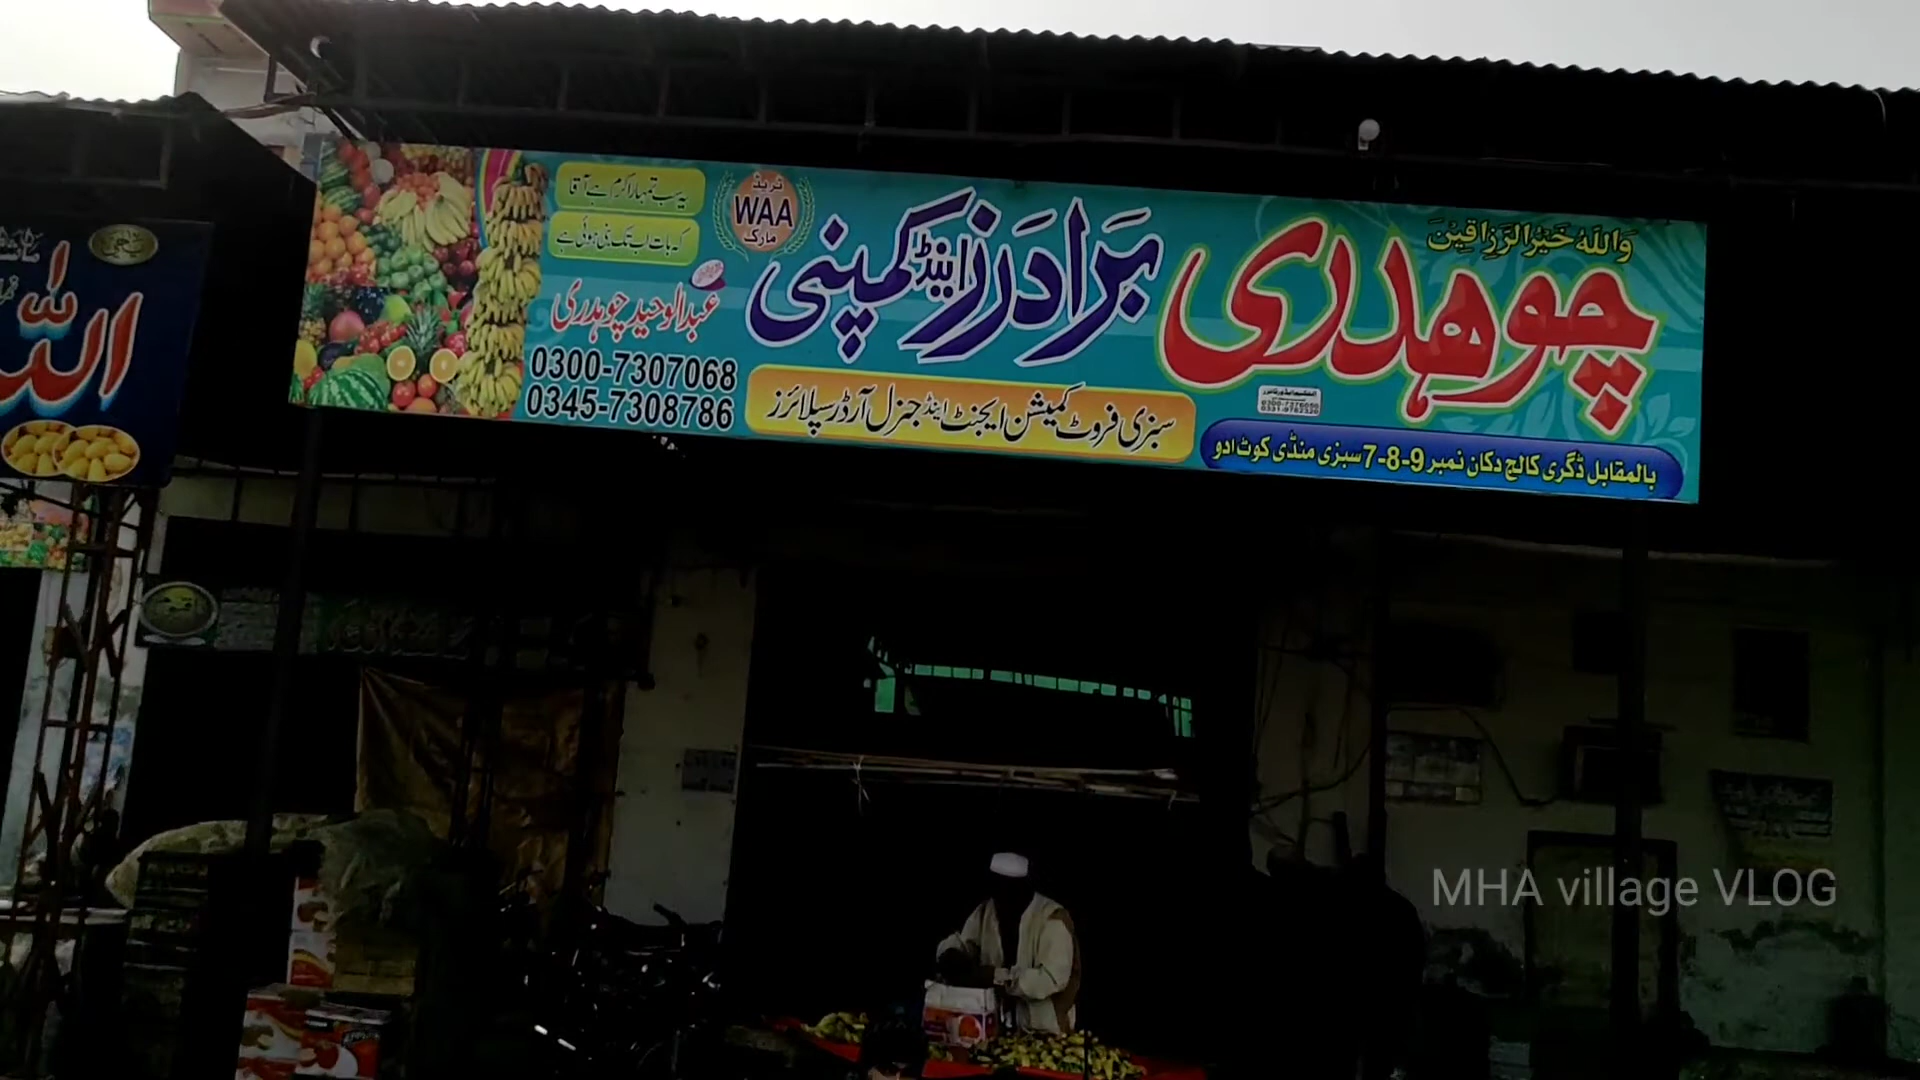 وَاللّٰهُ خَيْرُ الرَّازِقِيْنَ
چوہدری برادرز اینڈ کمپنی
ٹریڈ
WAA
مارک
یہ سب تمہارا کرم ہے آقا
کہ بات اب تک بنی ہوئی ہے
عبدالوحید چوہدری
0300-7307068
0345-7308786
سبزی فروٹ کمیشن ایجنٹ اینڈ جنرل آرڈر سپلائرز
بالمقابل ڈگری کالج دکان نمبر 9-8-7 سبزی منڈی کوٹ ادو
الله
MHA village VLOG